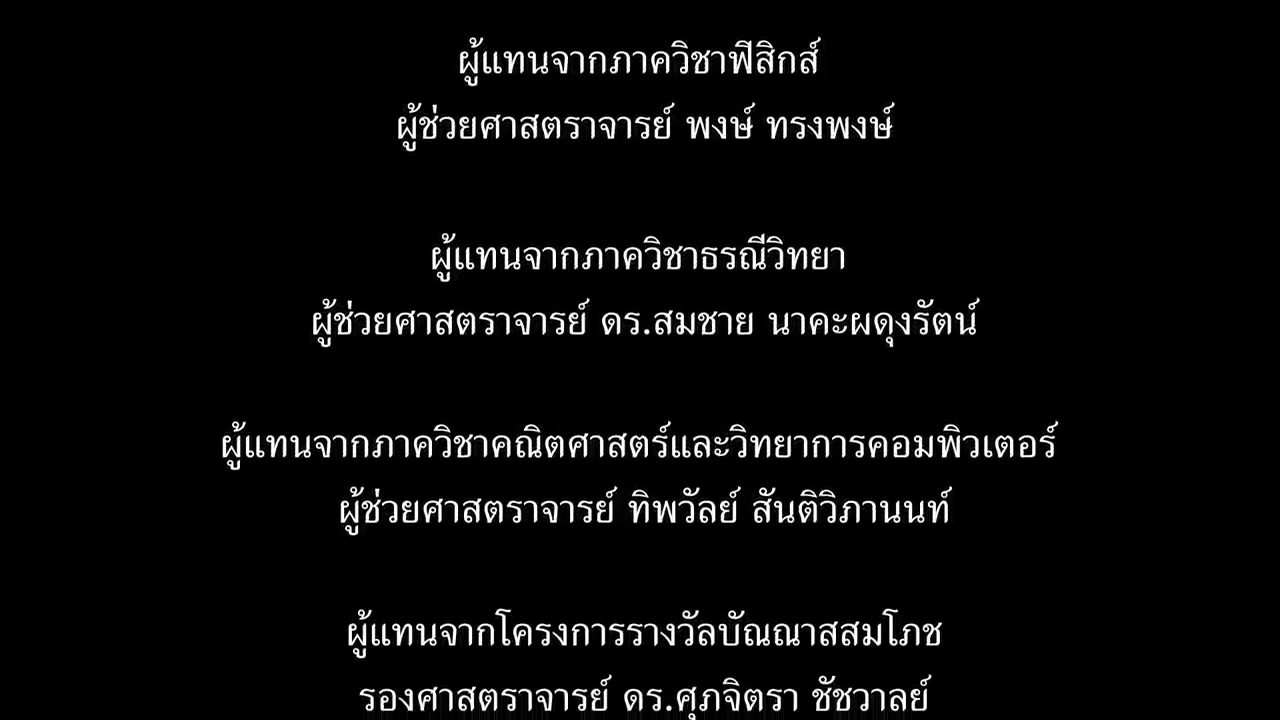 ผู้แทนจากภาควิชาฟิสิกส์
ผู้ช่วยศาสตราจารย์ พงษ์ ทรงพงษ์
ผู้แทนจากภาควิชาธรณีวิทยา
ผู้ช่วยศาสตราจารย์ ดร.สมชาย นาคะผดุงรัตน์
ผู้แทนจากภาควิชาคณิตศาสตร์และวิทยาการคอมพิวเตอร์
ผู้ช่วยศาสตราจารย์ ทิพวัลย์ สันติวิภานนท์
ผู้แทนจากโครงการรางวัลบัณณาสสมโภช
รองศาสตราจารย์ ดร.ศุภจิตรา ชัชวาลย์